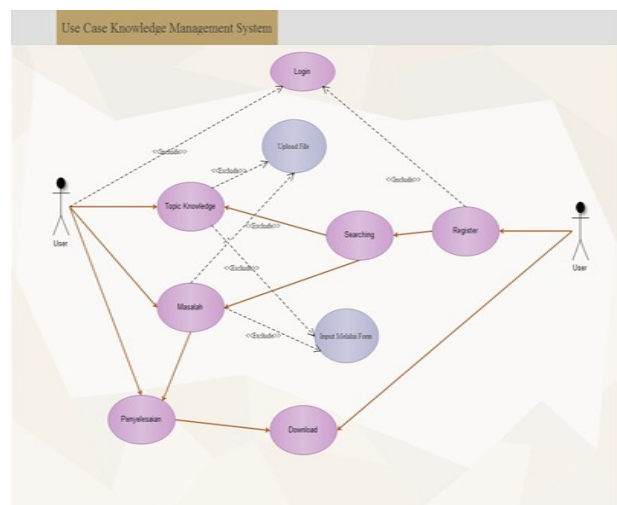 Use Case Knowledge Management System
Login
<<Include>>
Upload File
<<Exclude>>
<<Include>>
User
Topic Knowledge
<<Exclude>>
Searching
Register
User
<<Exclude>>
Masalah
<<Exclude>>
Input Melalui Form
Penyelesaian
Download